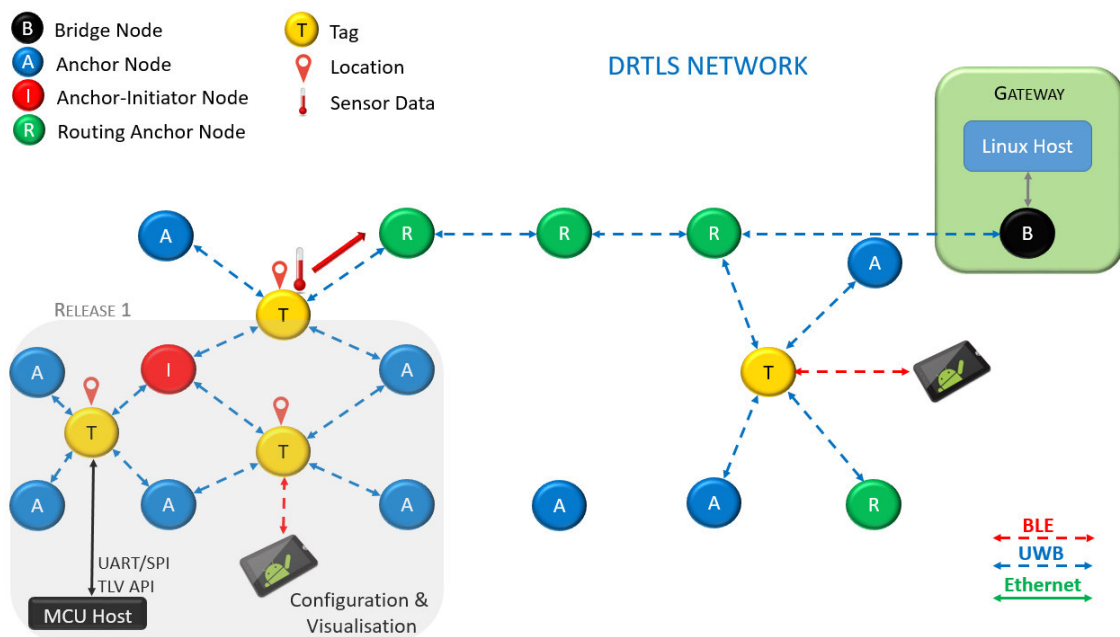 B Bridge Node
A Anchor Node
I Anchor-Initiator Node
R Routing Anchor Node
T Tag
Location
Sensor Data
DRTLS NETWORK
GATEWAY
Linux Host
A
R
R
R
B
A
T
RELEASE 1
A
I
A
T
T
T
A
A
A
A
A
R
UART/SPI
TLV API
MCU Host
Configuration &
Visualisation
BLE
UWB
Ethernet